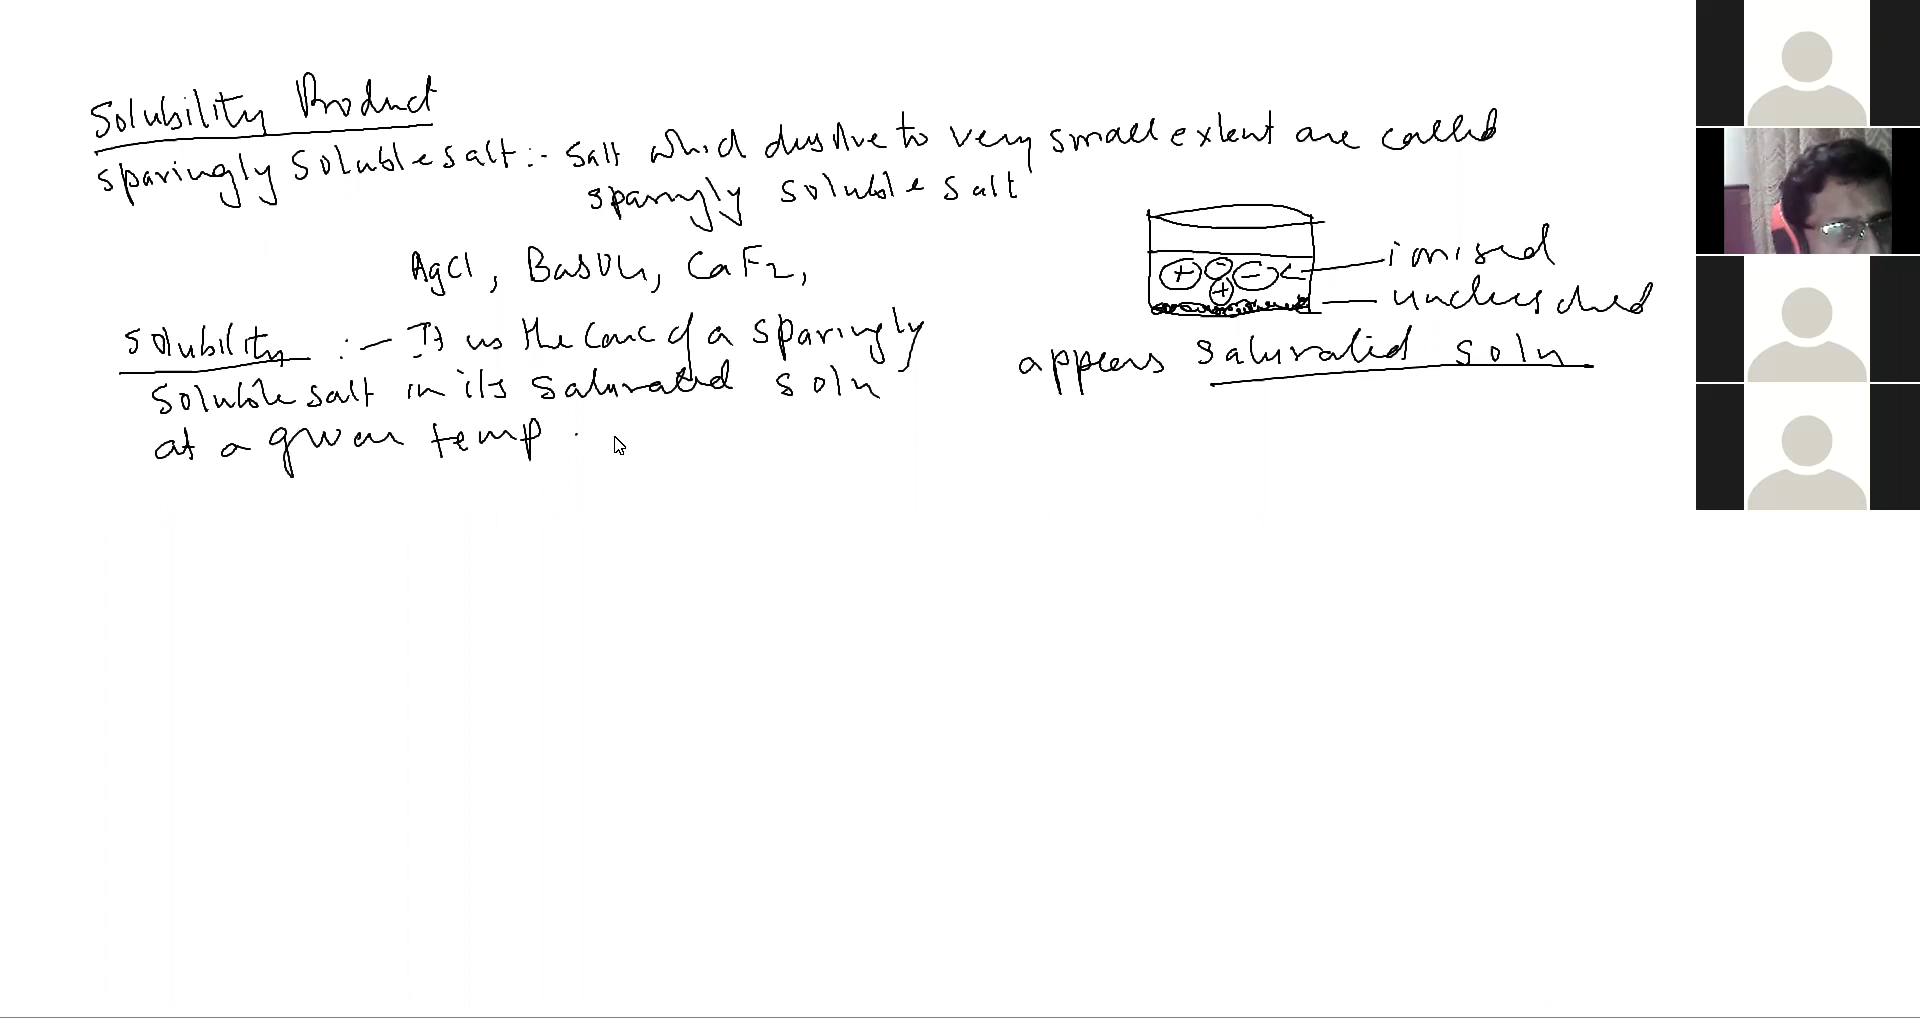 Solubility Product
Sparingly soluble salt :- Salt which dissolve to very small extent are called
sparingly soluble salt
AgCl, BaSO4, CaF2,
ionised
undissolved
appears saturated soln
Solubility :- It is the conc of a sparingly
soluble salt in its saturated soln
at a given temp.
+ - -
+